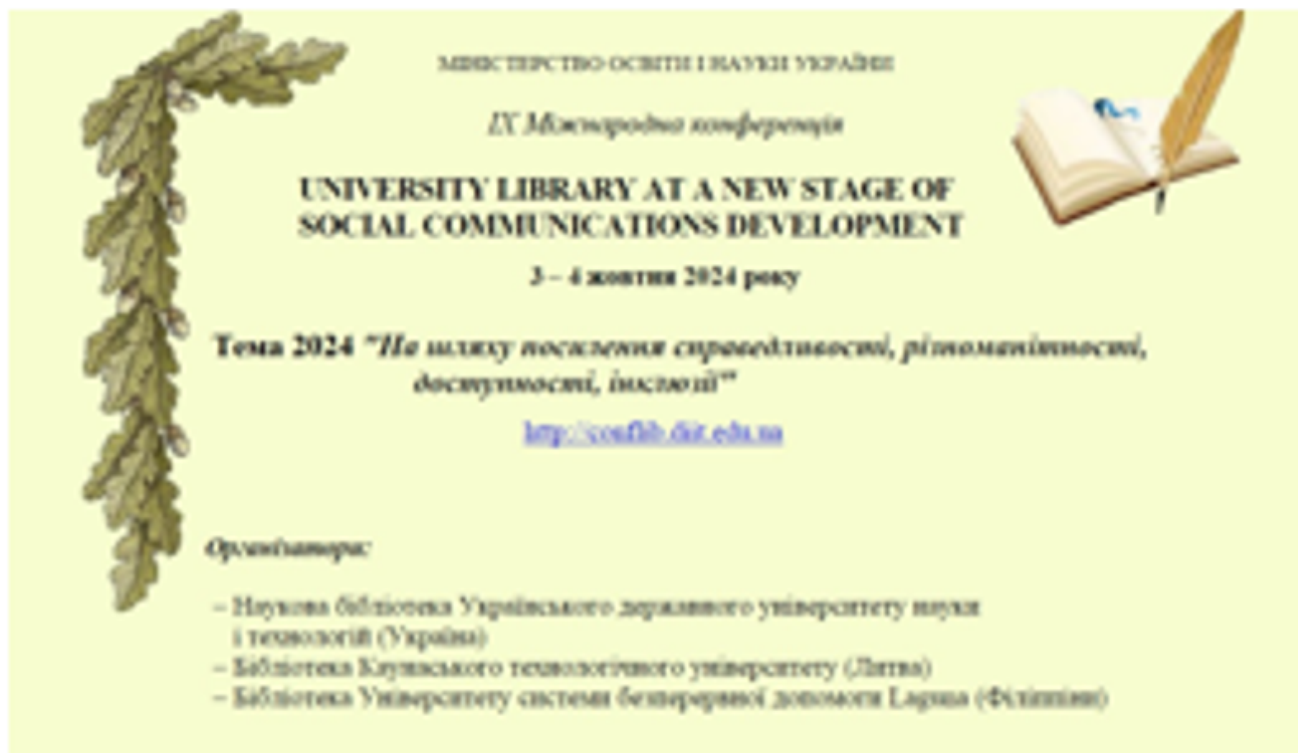 МІНІСТЕРСТВО ОСВІТИ І НАУКИ УКРАЇНИ
IX Міжнародна конференція
UNIVERSITY LIBRARY AT A NEW STAGE OF
SOCIAL COMMUNICATIONS DEVELOPMENT
3 – 4 жовтня 2024 року
Тема 2024 "На шляху посилення справедливості, різноманітності,
доступності, інклюзії"
http://conflib.diit.edu.ua
Організатори:
– Наукова бібліотека Українського державного університету науки
і технологій (Україна)
– Бібліотека Каунаського технологічного університету (Литва)
– Бібліотека Університету системи безперервної допомоги Laguna (Філіппіни)